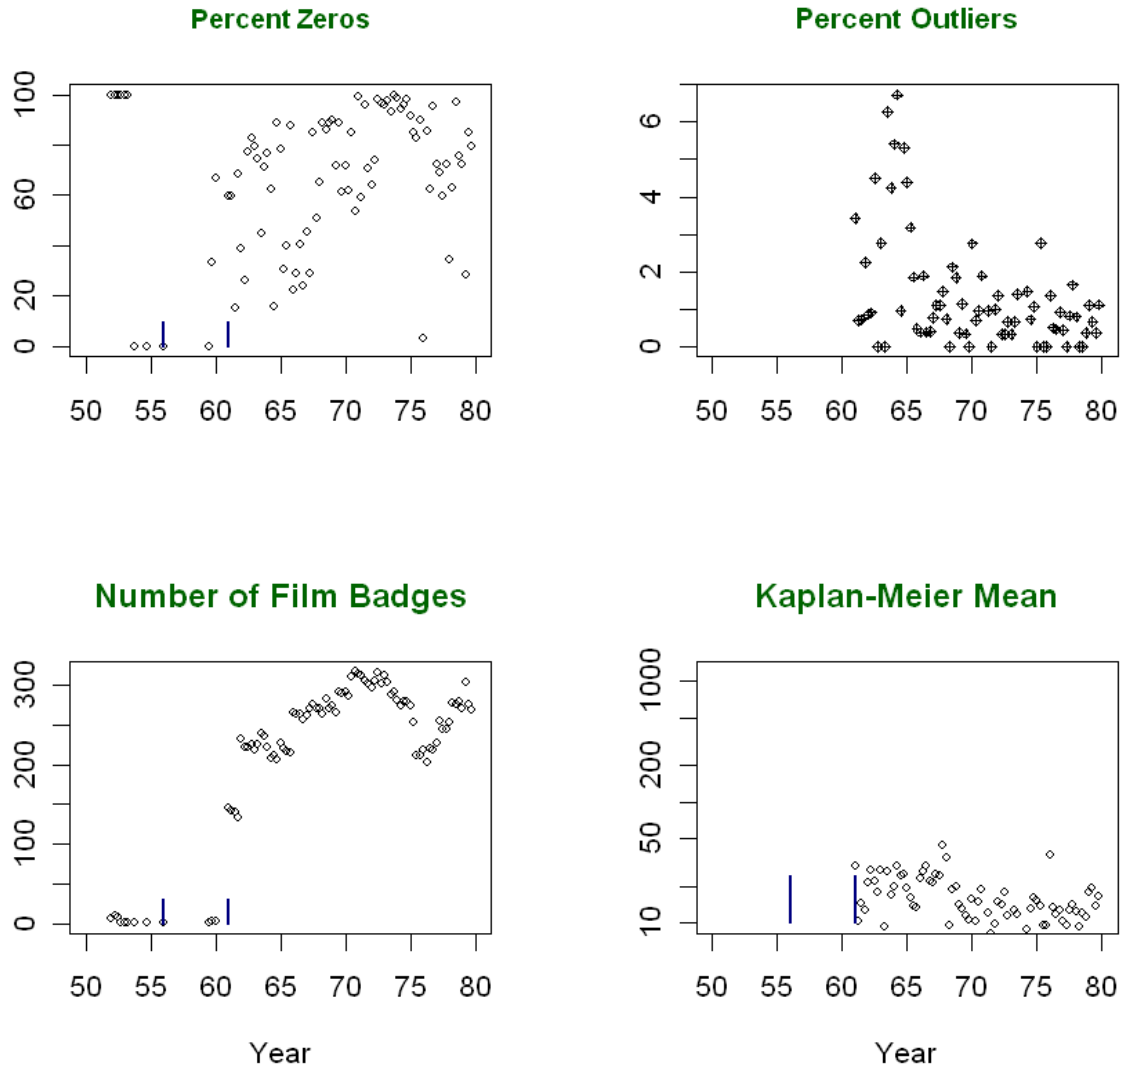 Percent Zeros
100
60
20
0
50 55 60 65 70 75 80
Percent Outliers
6
4
2
0
50 55 60 65 70 75 80
Number of Film Badges
300
200
100
0
50 55 60 65 70 75 80
Year
Kaplan-Meier Mean
1000
200
50
10
50 55 60 65 70 75 80
Year